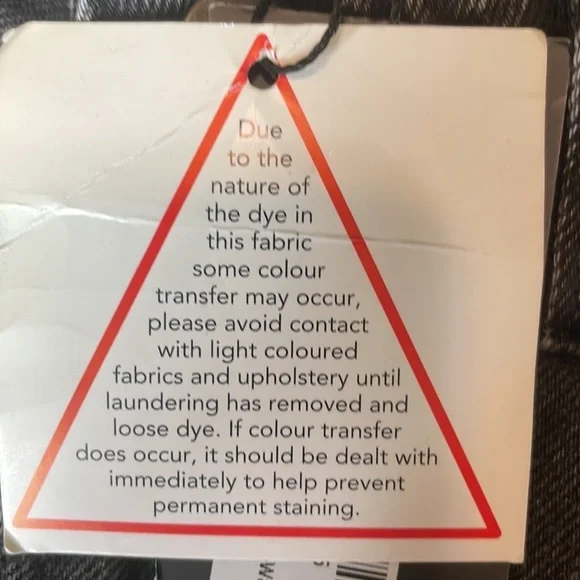 Due
to the
nature of
the dye in
this fabric
some colour
transfer may occur,
please avoid contact
with light coloured
fabrics and upholstery until
laundering has removed and
loose dye. If colour transfer
does occur, it should be dealt with
immediately to help prevent
permanent staining.